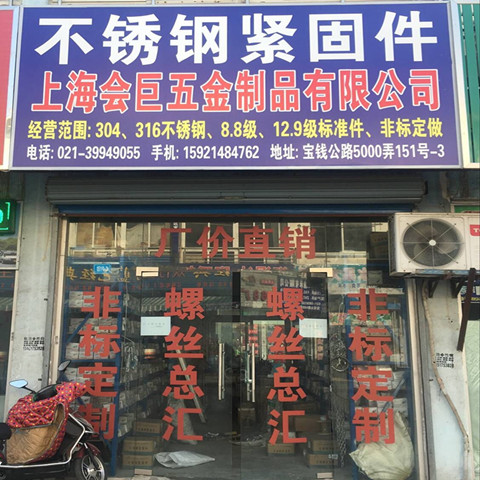 不锈钢紧固件
上海会巨五金制品有限公司
经营范围: 304、316不锈钢、8.8级、12.9级标准件、非标定做
电话: 021-39949055 手机: 15921484762 地址: 宝钱公路5000弄151号-3
厂价直销
非标定制
螺丝总汇
螺丝总汇
非标定制